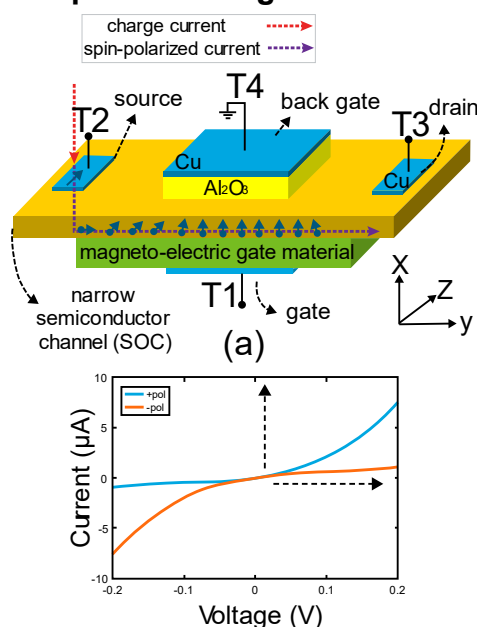 charge current
spin-polarized current
T4
source
back gate
drain
T2
T3
Cu
Al₂O₃
Cu
magneto-electric gate material
narrow
semiconductor
channel (SOC)
T1
gate
X
Z
y
(a)
10
+pol
-pol
5
0
-5
-10
Current (μA)
-0.2
-0.1
0
0.1
0.2
Voltage (V)